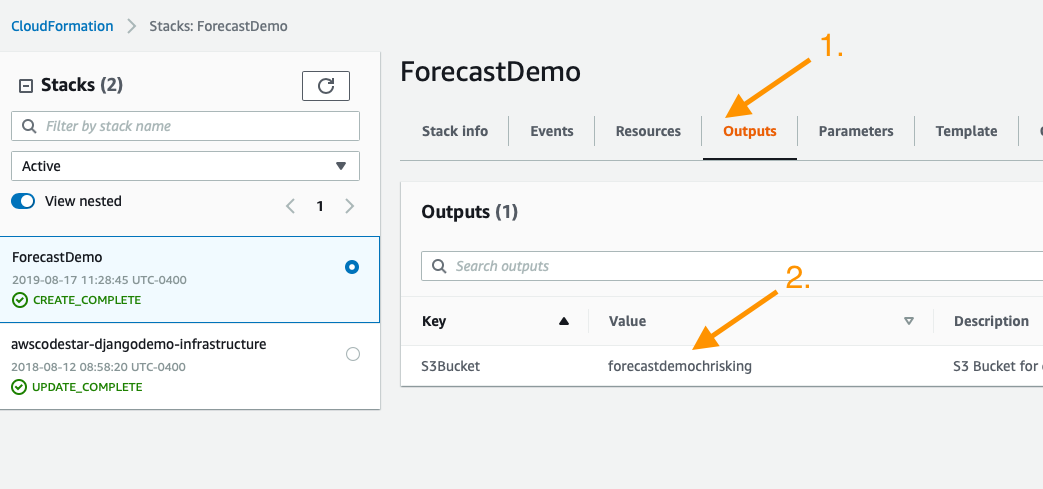 CloudFormation > Stacks: ForecastDemo
Stacks (2)
Filter by stack name
Active
View nested
1
ForecastDemo
2019-08-17 11:28:45 UTC-0400
CREATE_COMPLETE
awscodestar-djangodemo-infrastructure
2018-08-12 08:58:20 UTC-0400
UPDATE_COMPLETE
1.
ForecastDemo
Stack info Events Resources Outputs Parameters Template
Outputs (1)
Search outputs
2.
Key Value Description
S3Bucket forecastdemochrisking S3 Bucket for